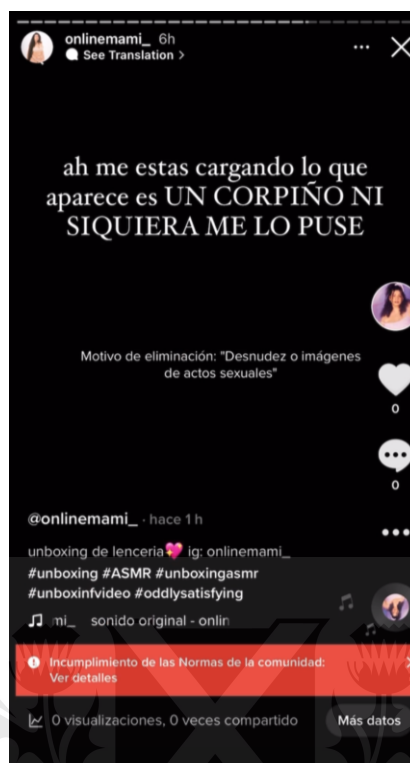 onlinemami_ 6h
See Translation >
ah me estas cargando lo que
aparece es UN CORPIÑO NI
SIQUIERA ME LO PUSE
Motivo de eliminación: "Desnudez o imágenes
de actos sexuales"
0
0
@onlinemami_ · hace 1 h
unboxing de lenceria💖 ig: onlinemami_
#unboxing #ASMR #unboxingasmr
#unboxinfvideo #oddlysatisfying
mi_ sonido original - onlin
Incumplimiento de las Normas de la comunidad:
Ver detalles
0 visualizaciones, 0 veces compartido
Más datos